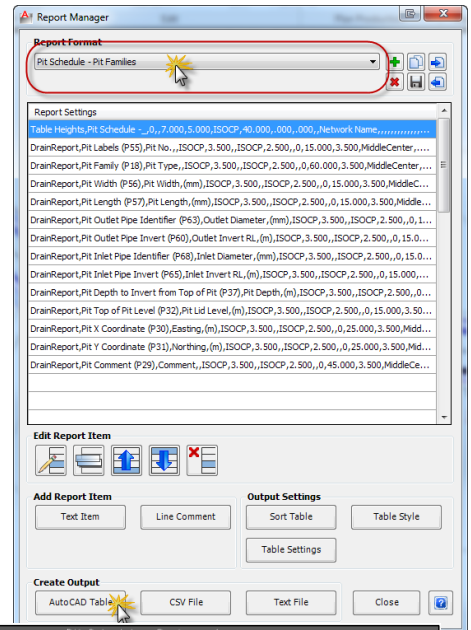 Report Manager
Report Format
Pit Schedule - Pit Families
Report Settings
Table Heights,Pit Schedule -_,0,,7.000,5.000,ISOCP,40.000,.000,.000,,Network Name,,,,,,,,,,,,,...
DrainReport,Pit Labels (P55),Pit No.,,ISOCP,3.500,,ISOCP,2.500,,0,15.000,3.500,MiddleCenter,....
DrainReport,Pit Family (P18),Pit Type,,ISOCP,3.500,,ISOCP,2.500,,0,60.000,3.500,MiddleCenter,...
DrainReport,Pit Width (P56),Pit Width,(mm),ISOCP,3.500,,ISOCP,2.500,,0,15.000,3.500,MiddleC...
DrainReport,Pit Length (P57),Pit Length,(mm),ISOCP,3.500,,ISOCP,2.500,,0,15.000,3.500,Middle...
DrainReport,Pit Outlet Pipe Identifier (P63),Outlet Diameter,(mm),ISOCP,3.500,,ISOCP,2.500,,0,1...
DrainReport,Pit Outlet Pipe Invert (P60),Outlet Invert RL,(m),ISOCP,3.500,,ISOCP,2.500,,0,15.0...
DrainReport,Pit Inlet Pipe Identifier (P68),Inlet Diameter,(mm),ISOCP,3.500,,ISOCP,2.500,,0,15.0...
DrainReport,Pit Inlet Pipe Invert (P65),Inlet Invert RL,(m),ISOCP,3.500,,ISOCP,2.500,,0,15.000,...
DrainReport,Pit Depth to Invert from Top of Pit (P37),Pit Depth,(m),ISOCP,3.500,,ISOCP,2.500,,0...
DrainReport,Pit Top of Pit Level (P32),Pit Lid Level,(m),ISOCP,3.500,,ISOCP,2.500,,0,15.000,3.50...
DrainReport,Pit X Coordinate (P30),Easting,(m),ISOCP,3.500,,ISOCP,2.500,,0,25.000,3.500,Midd...
DrainReport,Pit Y Coordinate (P31),Northing,(m),ISOCP,3.500,,ISOCP,2.500,,0,25.000,3.500,Mid...
DrainReport,Pit Comment (P29),Comment,,ISOCP,3.500,,ISOCP,2.500,,0,45.000,3.500,MiddleCe...
Edit Report Item
Add Report Item
Output Settings
Text Item
Line Comment
Sort Table
Table Style
Table Settings
Create Output
AutoCAD Table
CSV File
Text File
Close